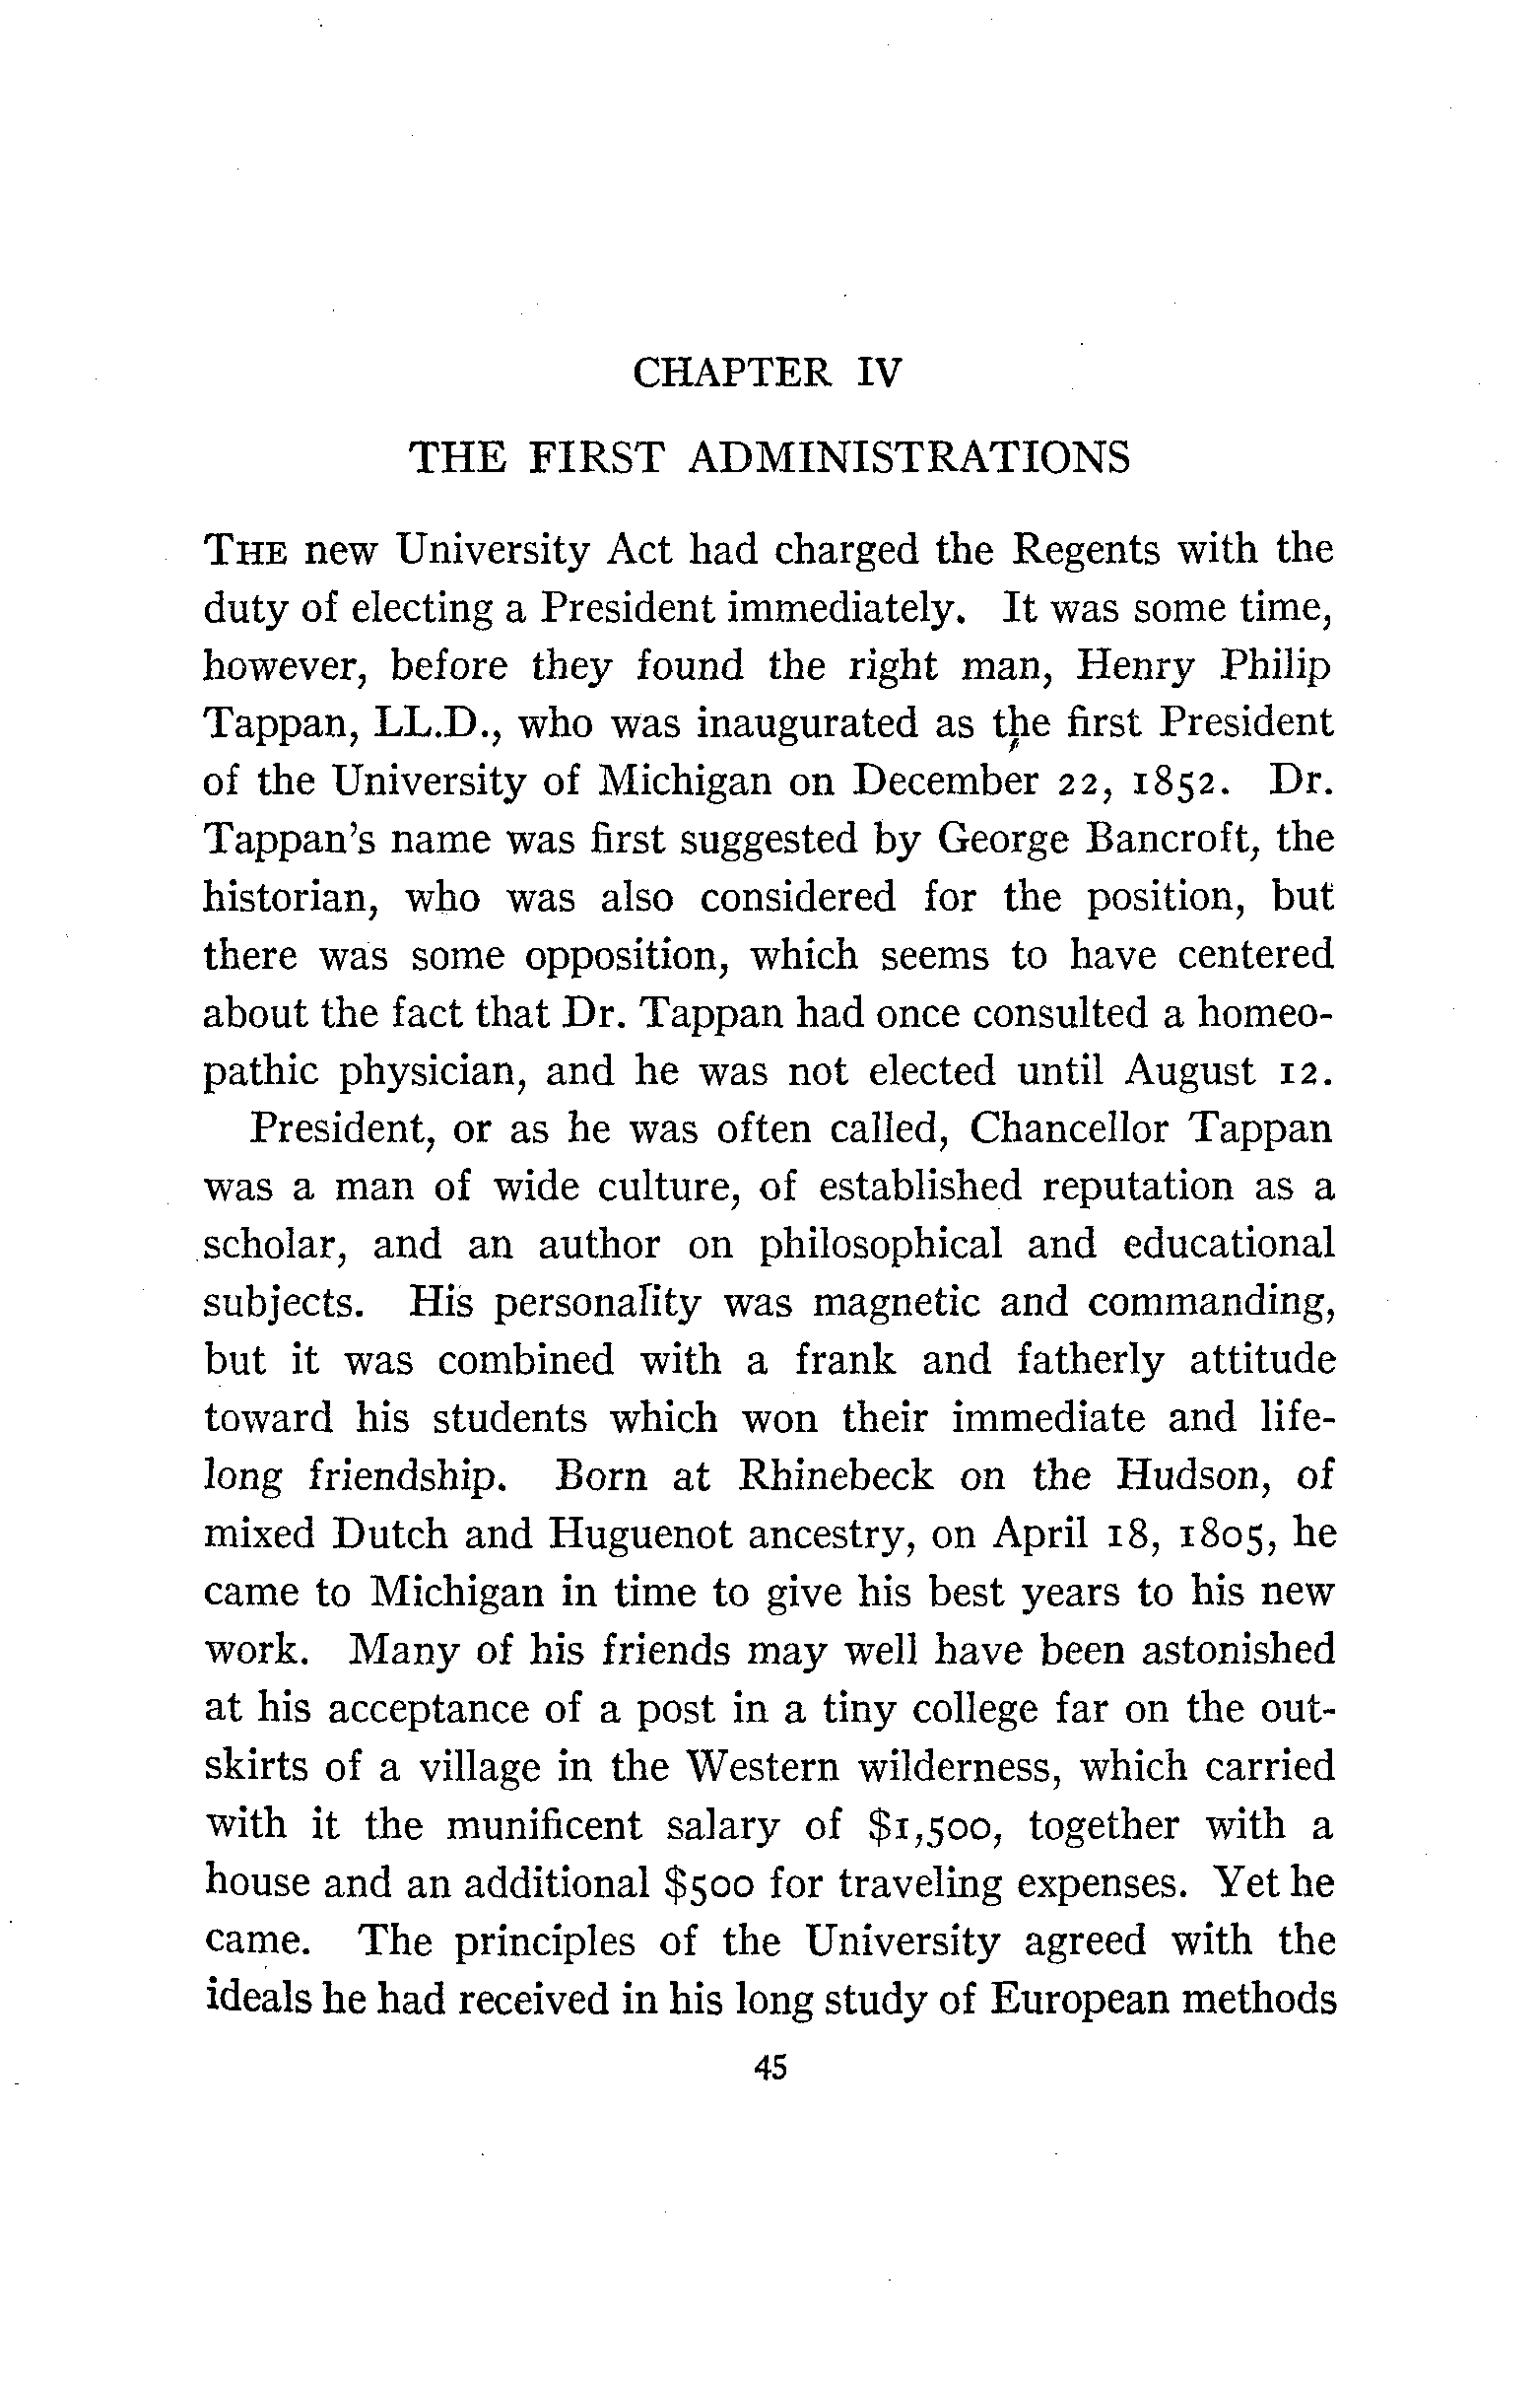 CHAPTER IV
THE FIRST ADMINISTRATIONS
THE new University Act had charged the Regents with the
duty of electing a President immediately. It was some time,
however, before they found the right man, Henry Philip
Tappan, LL.D., who was inaugurated as the first President
of the University of Michigan on December 22, 1852. Dr.
Tappan's name was first suggested by George Bancroft, the
historian, who was also considered for the position, but
there was some opposition, which seems to have centered
about the fact that Dr. Tappan had once consulted a homeo-
pathic physician, and he was not elected until August 12.
President, or as he was often called, Chancellor Tappan
was a man of wide culture, of established reputation as a
scholar, and an author on philosophical and educational
subjects. His personality was magnetic and commanding,
but it was combined with a frank and fatherly attitude
toward his students which won their immediate and life-
long friendship. Born at Rhinebeck on the Hudson, of
mixed Dutch and Huguenot ancestry, on April 18, 1805, he
came to Michigan in time to give his best years to his new
work. Many of his friends may well have been astonished
at his acceptance of a post in a tiny college far on the out-
skirts of a village in the Western wilderness, which carried
with it the munificent salary of $1,500, together with a
house and an additional $500 for traveling expenses. Yet he
came. The principles of the University agreed with the
ideals he had received in his long study of European methods
45